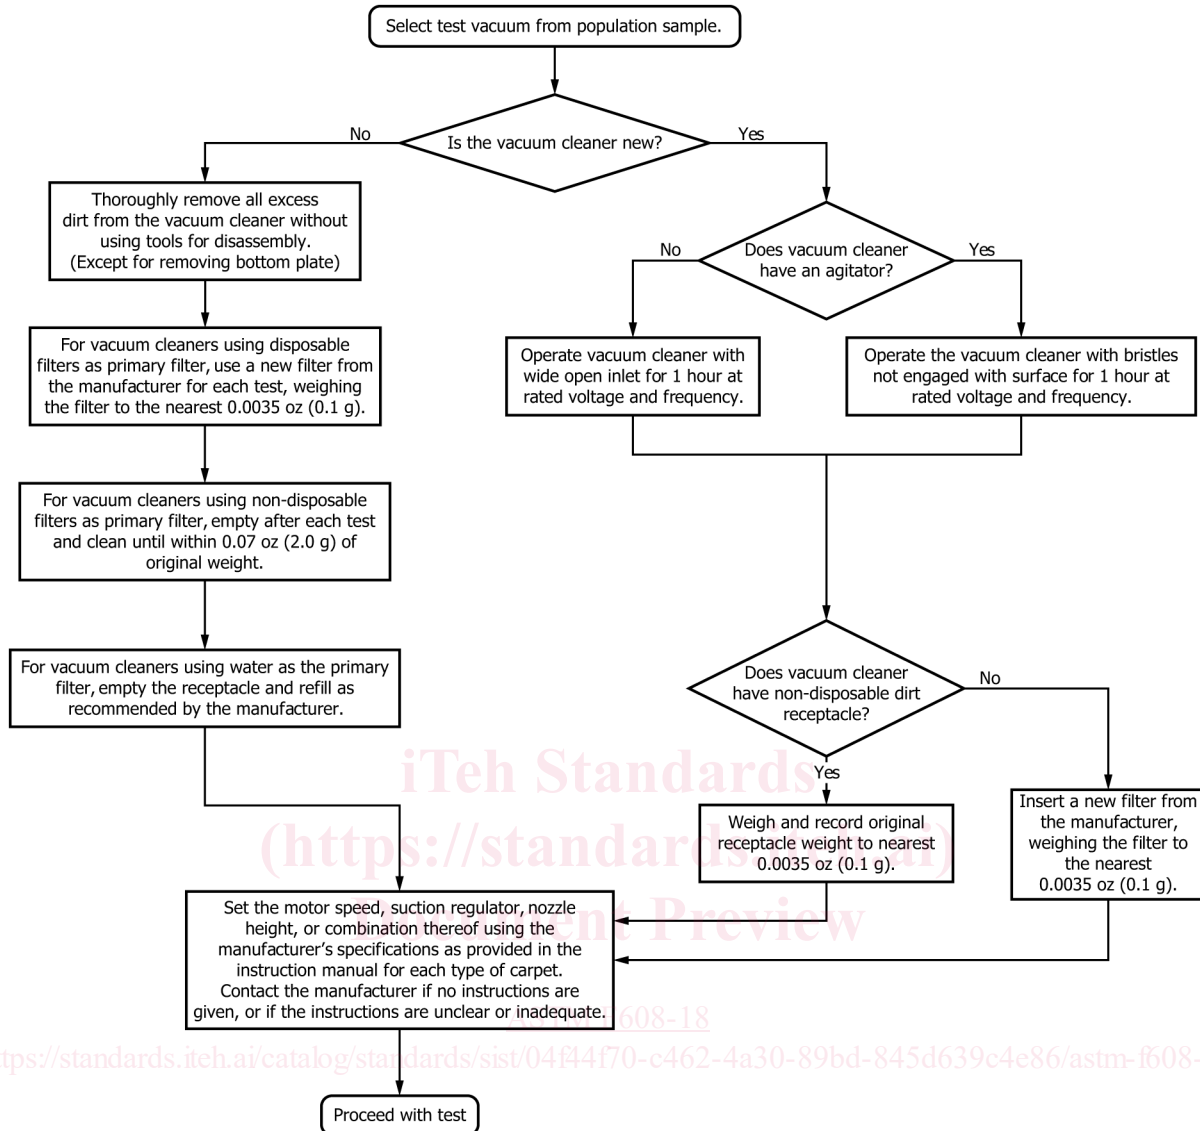 Select test vacuum from population sample.
Is the vacuum cleaner new?
No
Yes
Thoroughly remove all excess
dirt from the vacuum cleaner without
using tools for disassembly.
(Except for removing bottom plate)
For vacuum cleaners using disposable
filters as primary filter, use a new filter from
the manufacturer for each test, weighing
the filter to the nearest 0.0035 oz (0.1 g).
For vacuum cleaners using non-disposable
filters as primary filter, empty after each test
and clean until within 0.07 oz (2.0 g) of
original weight.
For vacuum cleaners using water as the primary
filter, empty the receptacle and refill as
recommended by the manufacturer.
Does vacuum cleaner
have an agitator?
No
Yes
Operate vacuum cleaner with
wide open inlet for 1 hour at
rated voltage and frequency.
Operate the vacuum cleaner with bristles
not engaged with surface for 1 hour at
rated voltage and frequency.
Does vacuum cleaner
have non-disposable dirt
receptacle?
No
Yes
Weigh and record original
receptacle weight to nearest
0.0035 oz (0.1 g).
Insert a new filter from
the manufacturer,
weighing the filter to
the nearest
0.0035 oz (0.1 g).
Set the motor speed, suction regulator, nozzle
height, or combination thereof using the
manufacturer's specifications as provided in the
instruction manual for each type of carpet.
Contact the manufacturer if no instructions are
given, or if the instructions are unclear or inadequate.
Proceed with test
iTeh Standards
(https://standards.iteh.ai)
Document Preview
ASTM F608-18
ttps://standards.iteh.ai/catalog/standards/sist/04f44f70-c462-4a30-89bd-845d639c4e86/astm-f608-